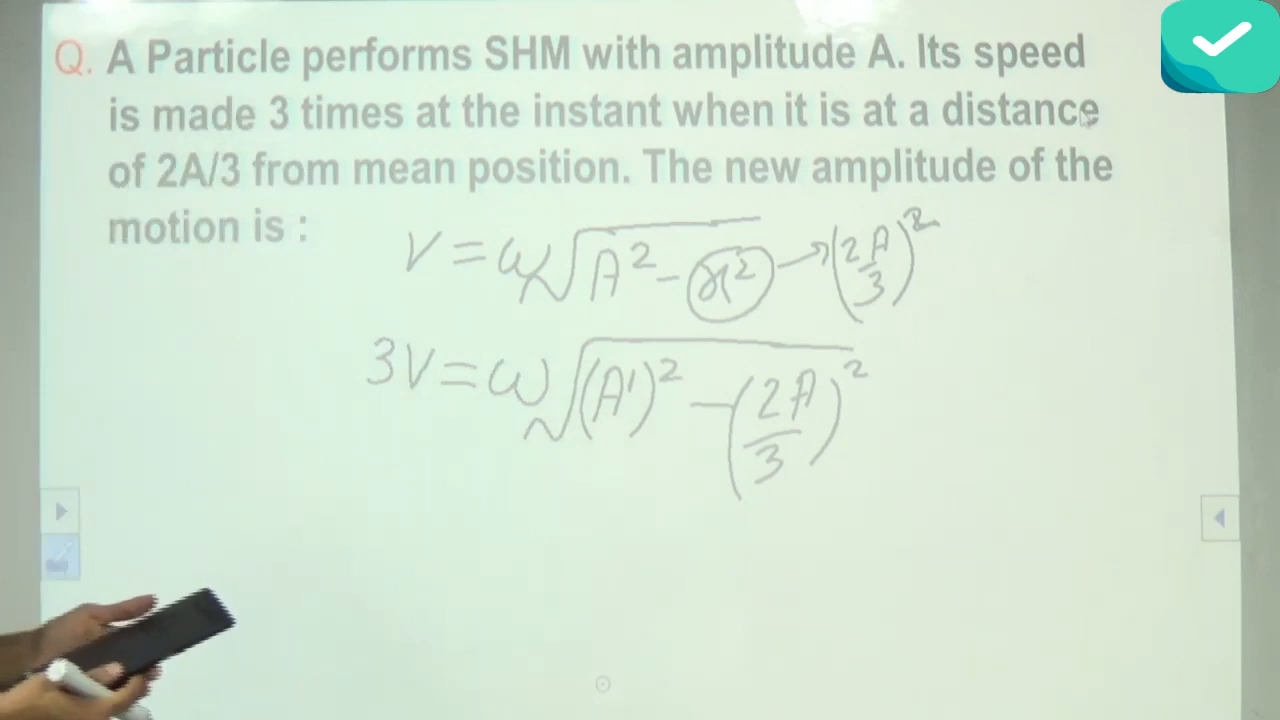 Q. A Particle performs SHM with amplitude A. Its speed
is made 3 times at the instant when it is at a distance
of 2A/3 from mean position. The new amplitude of the
motion is :
V = ω√(A² - x²) → (2A/3)²
3V = ω√((A')² - (2A/3)²)